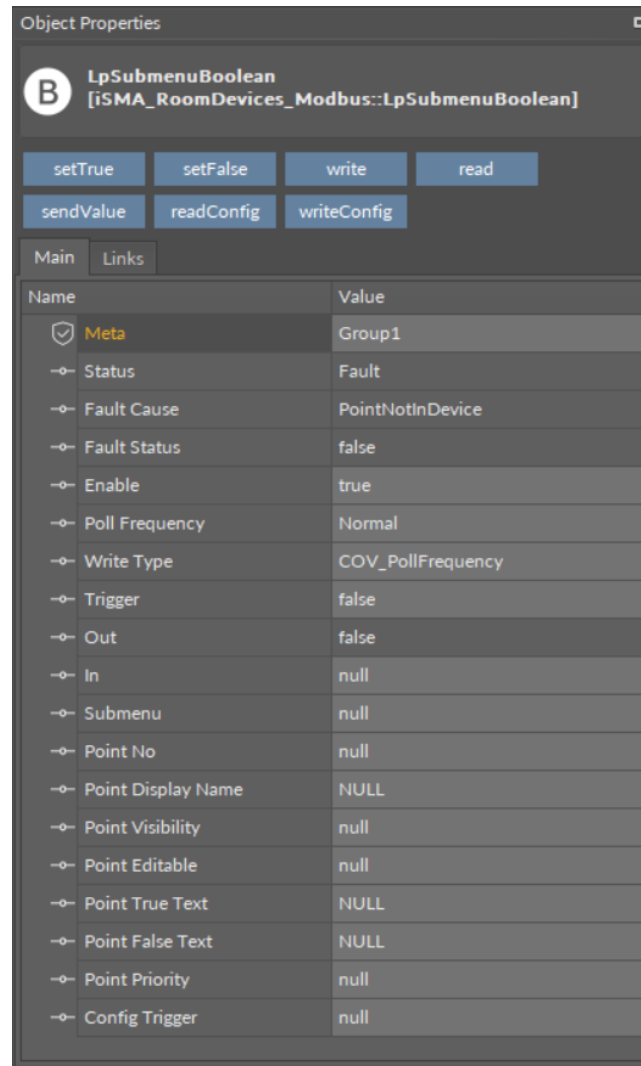 Object Properties
B
LpSubmenuBoolean
[iSMA_RoomDevices_Modbus::LpSubmenuBoolean]
setTrue setFalse write read
sendValue readConfig writeConfig
Main Links
Name Value
Meta Group1
Status Fault
Fault Cause PointNotInDevice
Fault Status false
Enable true
Poll Frequency Normal
Write Type COV_PollFrequency
Trigger false
Out false
In null
Submenu null
Point No null
Point Display Name NULL
Point Visibility null
Point Editable null
Point True Text NULL
Point False Text NULL
Point Priority null
Config Trigger null